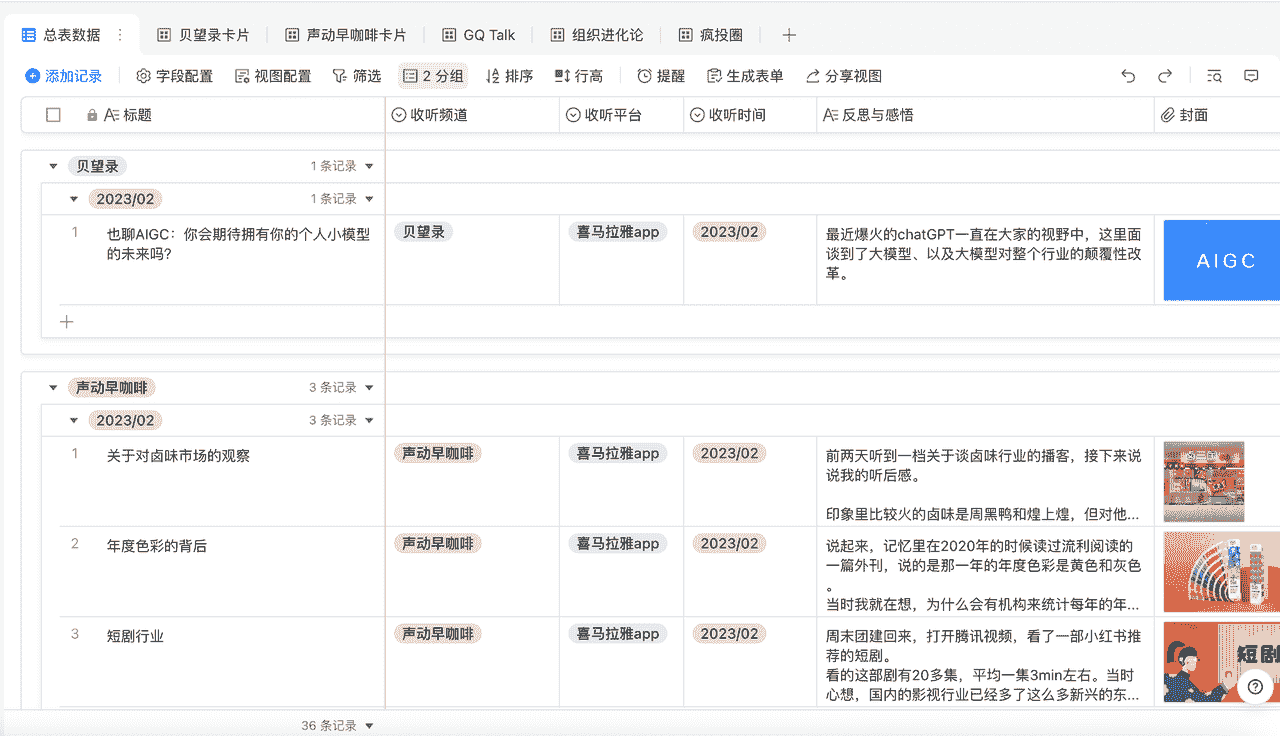 总表数据 贝望录卡片 声动早咖啡卡片 GQ Talk 组织进化论 疯投圈
添加记录 字段配置 视图配置 筛选 2 分组 排序 行高 提醒 生成表单 分享视图
标题 收听频道 收听平台 收听时间 反思与感悟 封面
贝望录 1 条记录
2023/02 1 条记录
1 也聊AIGC：你会期待拥有你的个人小模型
的未来吗？
贝望录 喜马拉雅app 2023/02
最近爆火的chatGPT一直在大家的视野中，这里面
谈到了大模型、以及大模型对整个行业的颠覆性改
革。
AIGC
声动早咖啡 3 条记录
2023/02 3 条记录
1 关于对卤味市场的观察 声动早咖啡 喜马拉雅app 2023/02
前两天听到一档关于谈卤味行业的播客，接下来说
说我的听后感。
印象里比较火的卤味是周黑鸭和煌上煌，但对他...
2 年度色彩的背后 声动早咖啡 喜马拉雅app 2023/02
说起来，记忆里在2020年的时候读过流利阅读的
一篇外刊，说的是那一年的年度色彩是黄色和灰色
。
当时我就在想，为什么会有机构来统计每年的年...
3 短剧行业 声动早咖啡 喜马拉雅app 2023/02
周末团建回来，打开腾讯视频，看了一部小红书推
荐的短剧。
看的这部剧有20多集，平均一集3min左右。当时
心想，国内的影视行业已经多了这么多新兴的东...
短剧
36 条记录